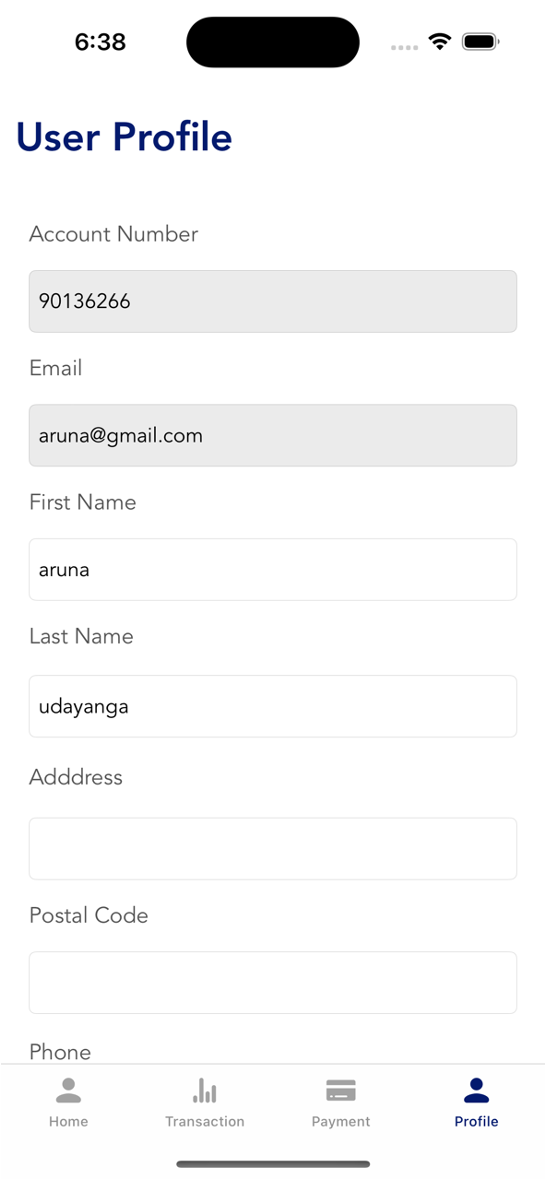 6:38
User Profile
Account Number
90136266
Email
aruna@gmail.com
First Name
aruna
Last Name
udayanga
Adddress
Postal Code
Phone
Home
Transaction
Payment
Profile